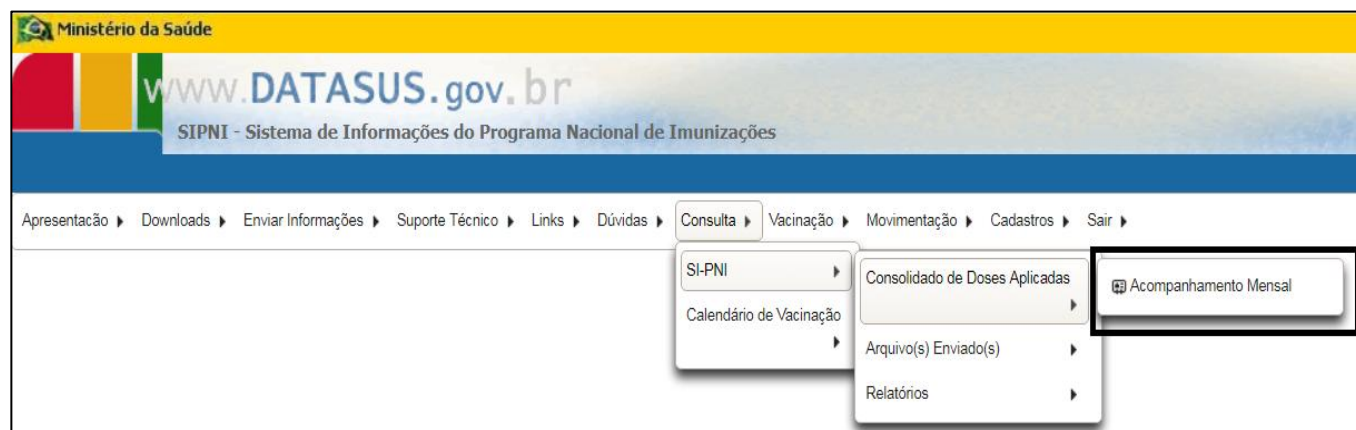 Ministério da Saúde
www.DATASUS.gov.br
SIPNI - Sistema de Informações do Programa Nacional de Imunizações
Apresentacão Downloads Enviar Informações Suporte Técnico Links Dúvidas Consulta Vacinação Movimentação Cadastros Sair
SI-PNI
Calendário de Vacinação
Consolidado de Doses Aplicadas
Arquivo(s) Enviado(s)
Relatórios
Acompanhamento Mensal